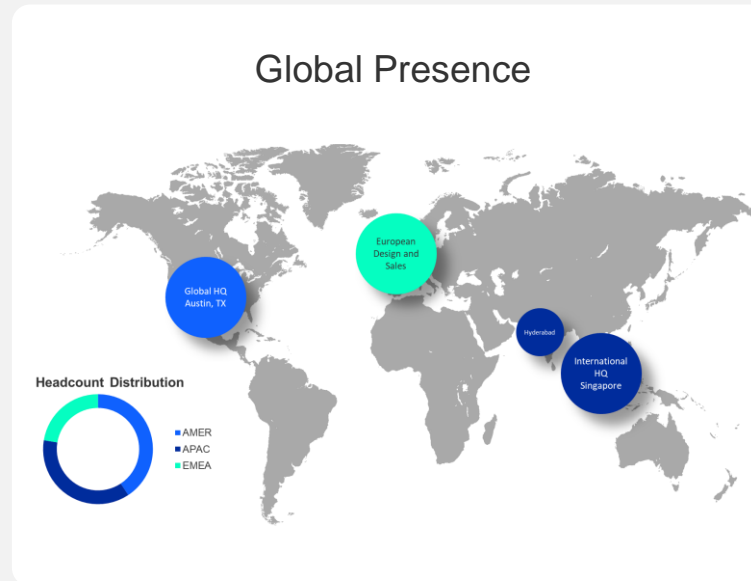 Global Presence
European
Design and
Sales
Global HQ
Austin, TX
Hyderabad
International
HQ
Singapore
Headcount Distribution
AMER
APAC
EMEA